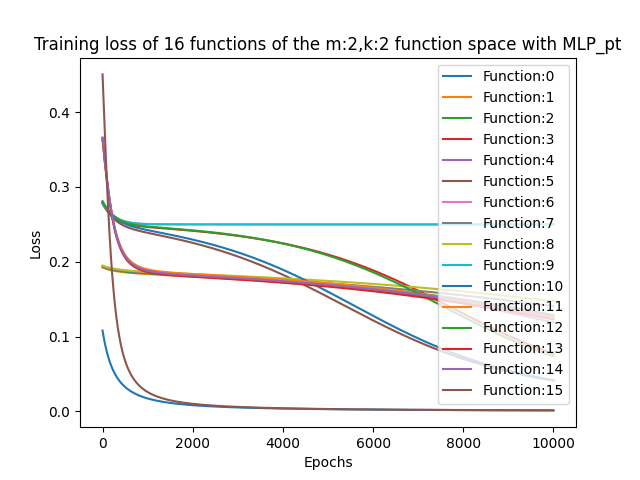 Training loss of 16 functions of the m:2,k:2 function space with MLP_pt
Loss
0.4
0.3
0.2
0.1
0.0
0
2000
4000
6000
8000
10000
Epochs
Function:0
Function:1
Function:2
Function:3
Function:4
Function:5
Function:6
Function:7
Function:8
Function:9
Function:10
Function:11
Function:12
Function:13
Function:14
Function:15